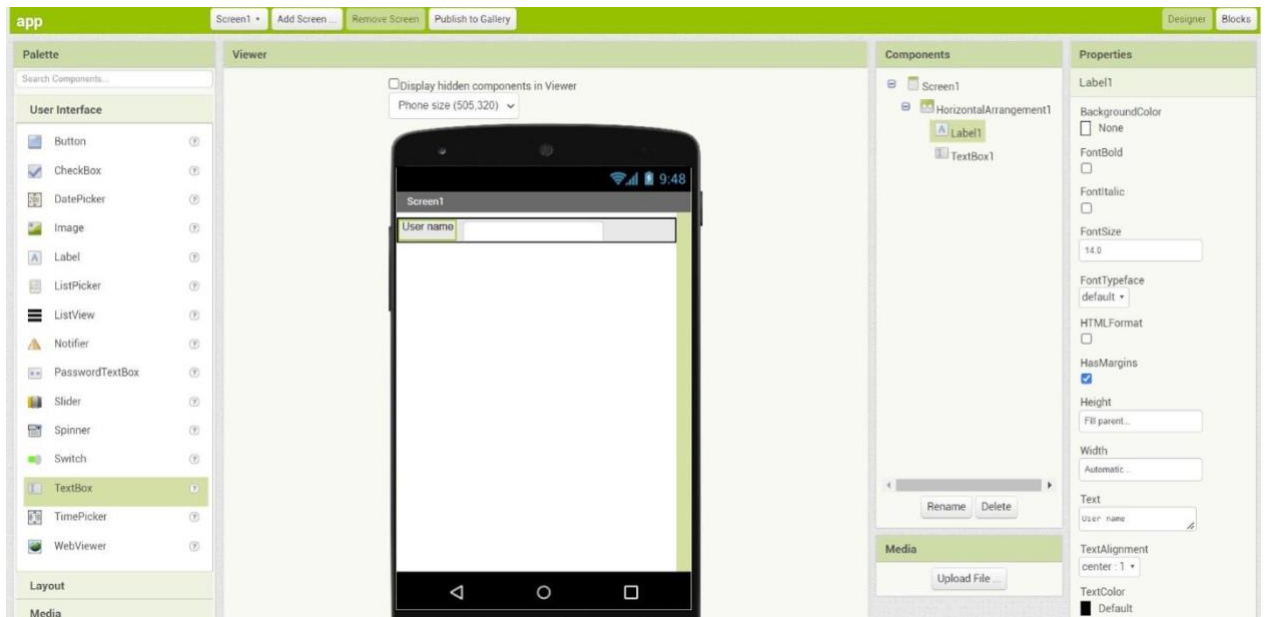 app
Screen1
Add Screen ...
Remove Screen
Publish to Gallery
Designer
Blocks
Palette
Search Components...
User Interface
Button
CheckBox
DatePicker
Image
Label
ListPicker
ListView
Notifier
PasswordTextBox
Slider
Spinner
Switch
TextBox
TimePicker
WebViewer
Layout
Media
Viewer
Display hidden components in Viewer
Phone size (505,320)
9:48
Screen1
User name
Components
Screen1
HorizontalArrangement1
Label1
TextBox1
Rename
Delete
Media
Upload File ...
Properties
Label1
BackgroundColor
None
FontBold
FontItalic
FontSize
14.0
FontTypeface
default
HTMLFormat
HasMargins
Height
Fill parent...
Width
Automatic...
Text
User name
TextAlignment
center : 1
TextColor
Default